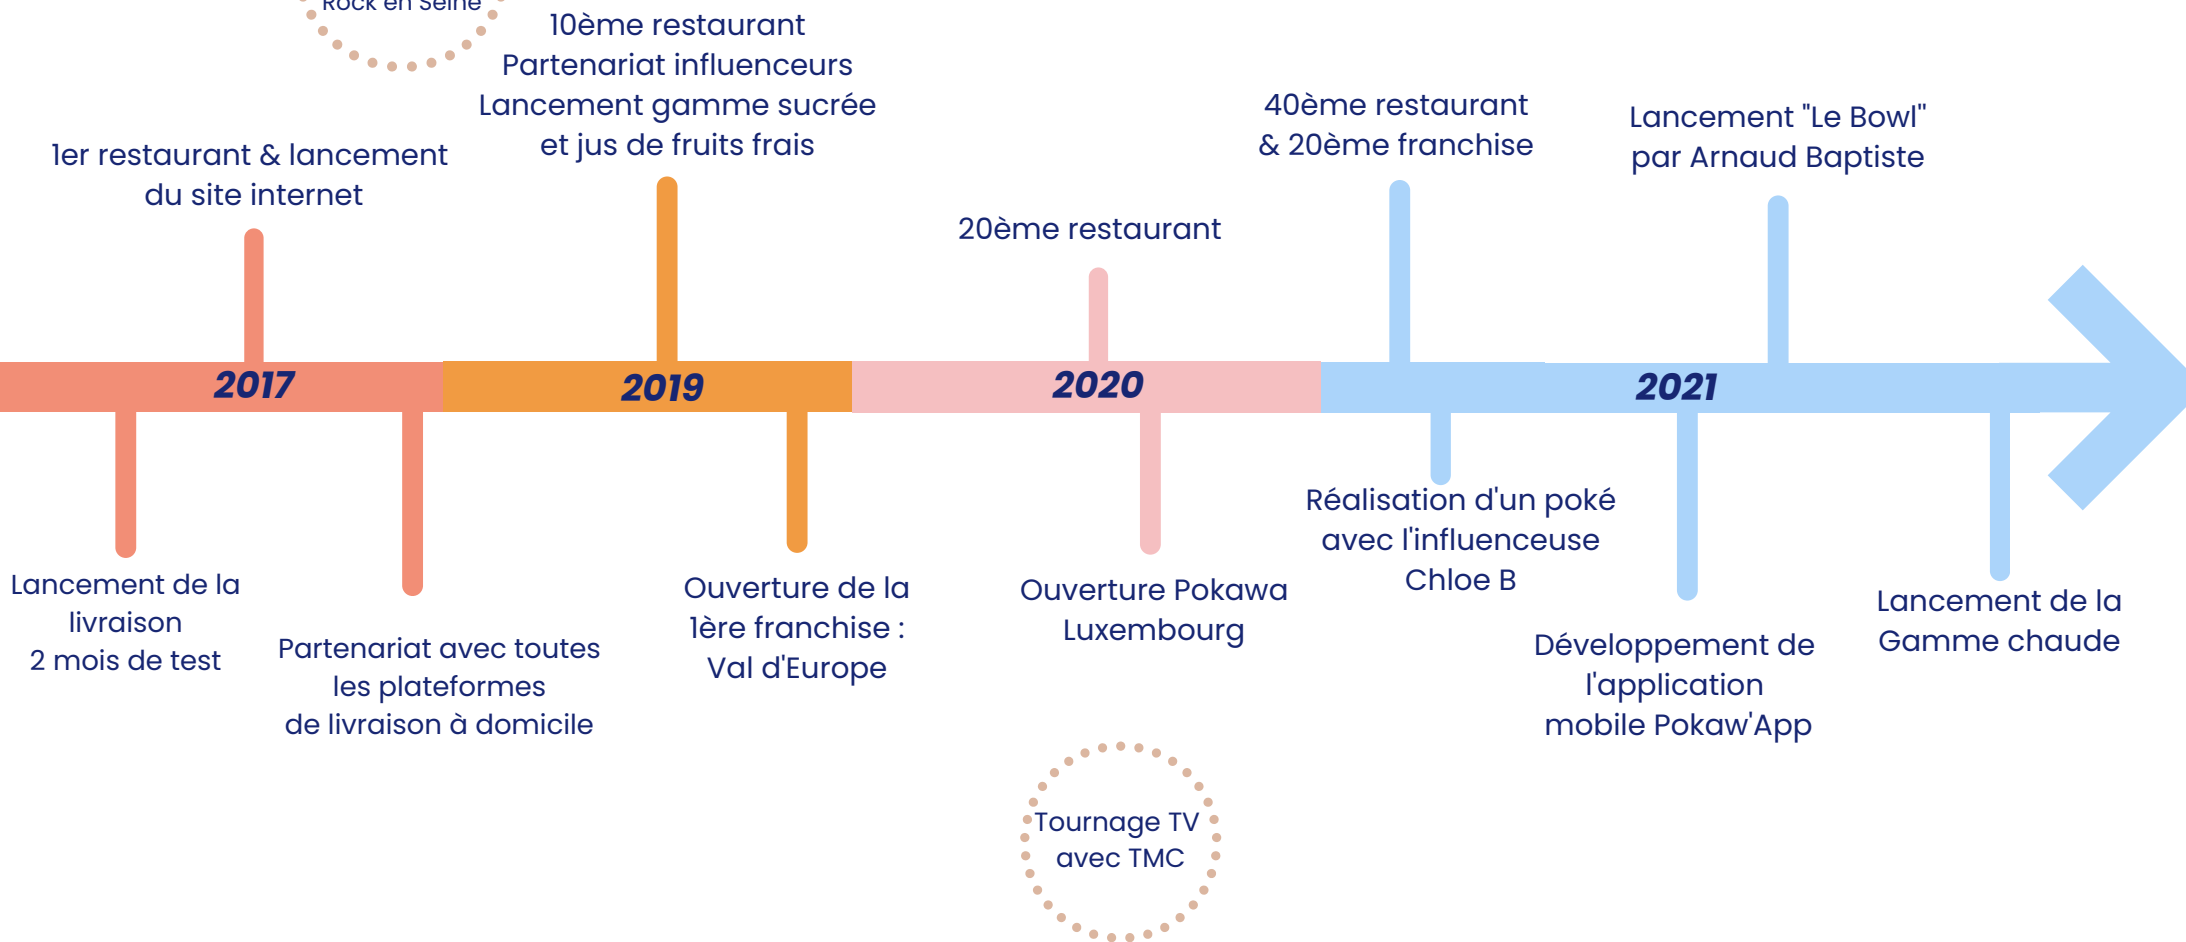 Rock en Seine
10ème restaurant
Partenariat influenceurs
Lancement gamme sucrée
et jus de fruits frais
1er restaurant & lancement
du site internet
20ème restaurant
40ème restaurant
& 20ème franchise
Lancement "Le Bowl"
par Arnaud Baptiste
2017
2019
2020
2021
Lancement de la
livraison
2 mois de test
Partenariat avec toutes
les plateformes
de livraison à domicile
Ouverture de la
1ère franchise :
Val d'Europe
Ouverture Pokawa
Luxembourg
Réalisation d'un poké
avec l'influenceuse
Chloe B
Développement de
l'application
mobile Pokaw'App
Lancement de la
Gamme chaude
Tournage TV
avec TMC